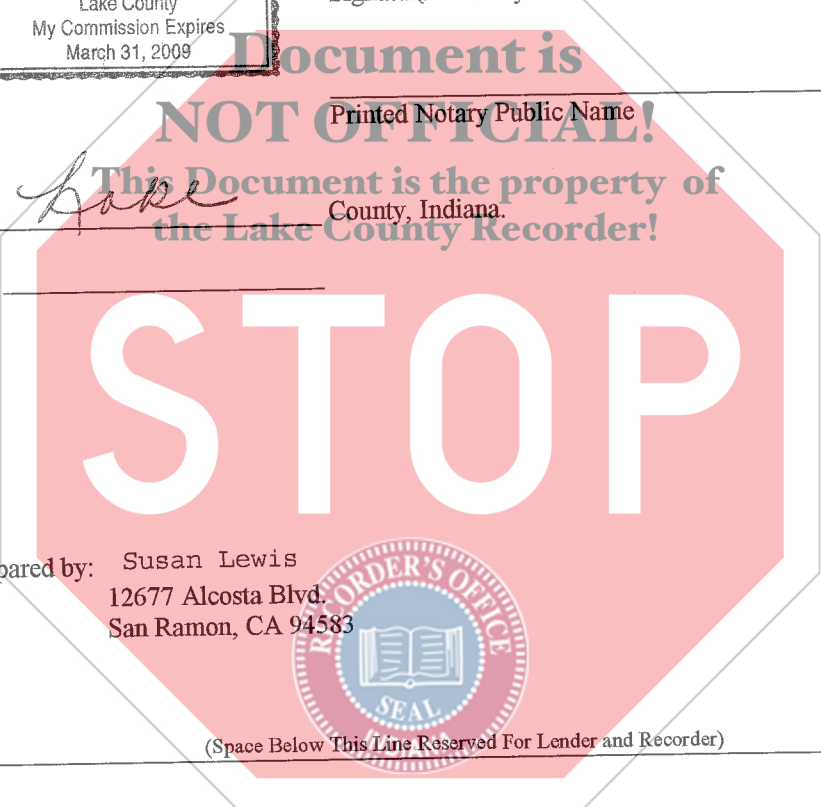 Lake County
My Commission Expires
March 31, 2009
Document is
NOT OFFICIAL!
Printed Notary Public Name
This Document is the property of
the Lake County Recorder!
Lake
County, Indiana.
STOP
pared by: Susan Lewis
12677 Alcosta Blvd.
San Ramon, CA 94583
RECORDER'S OFFICE
SEAL
(Space Below This Line Reserved For Lender and Recorder)